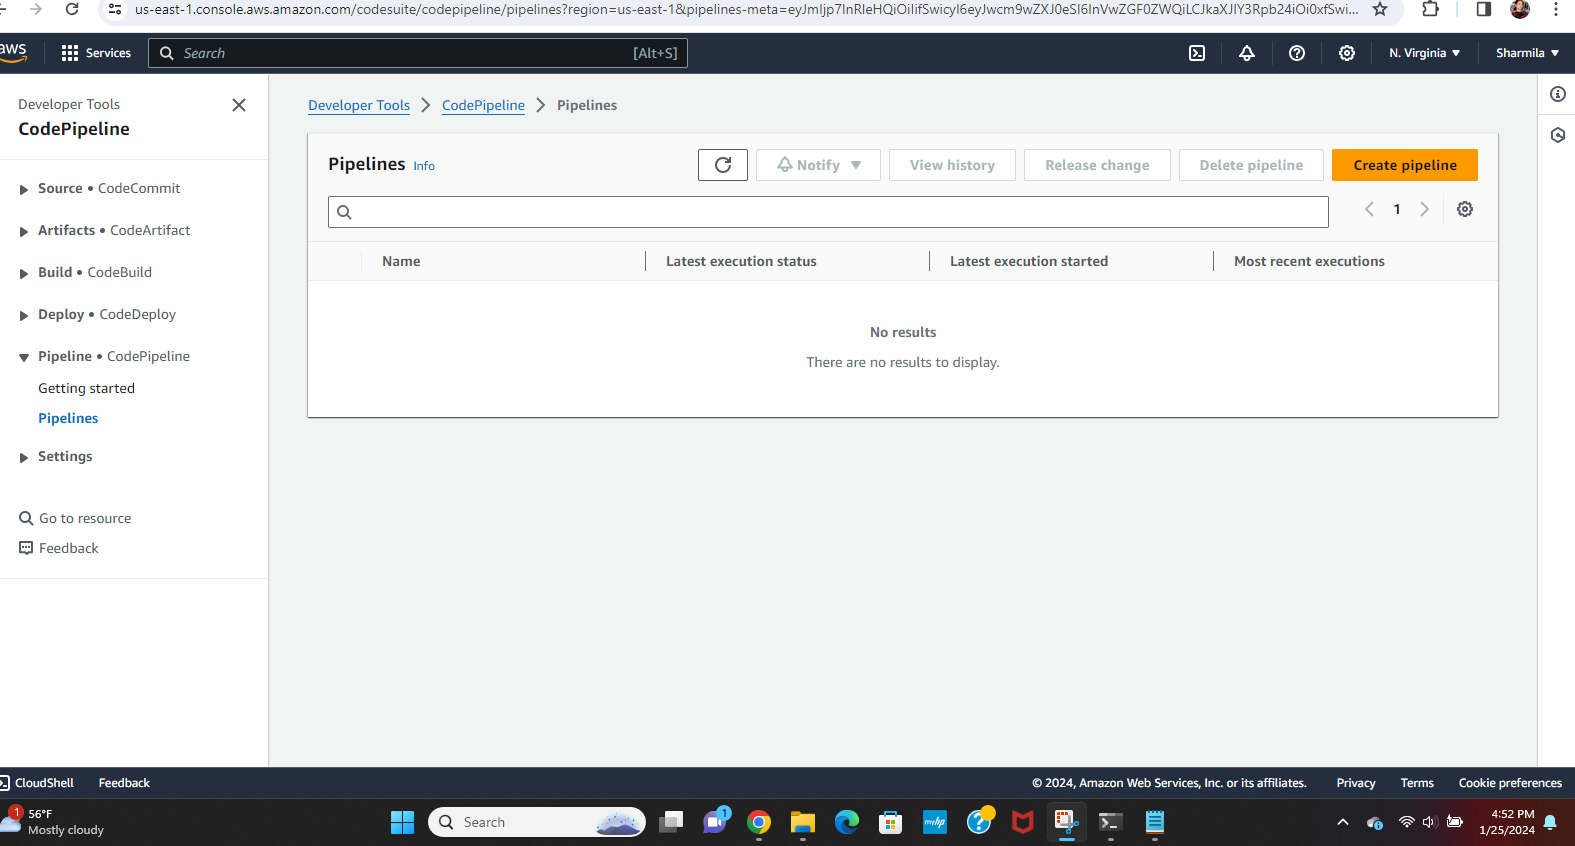 us-east-1.console.aws.amazon.com/codesuite/codepipeline/pipelines?region=us-east-1&pipelines-meta=eyJmIjp7InRleHQiOiIifSwicyI6eyJwcm9wZXJ0eSI6InVwZGF0ZWQiLCJkaXJlY3Rpb24iOi0xfSwi...
aws
Services
Search
[Alt+S]
N. Virginia
Sharmila
Developer Tools
CodePipeline
Source • CodeCommit
Artifacts • CodeArtifact
Build • CodeBuild
Deploy • CodeDeploy
Pipeline • CodePipeline
Getting started
Pipelines
Settings
Go to resource
Feedback
Developer Tools
CodePipeline
Pipelines
Pipelines Info
Notify
View history
Release change
Delete pipeline
Create pipeline
1
Name
Latest execution status
Latest execution started
Most recent executions
No results
There are no results to display.
CloudShell
Feedback
© 2024, Amazon Web Services, Inc. or its affiliates.
Privacy
Terms
Cookie preferences
1
56°F
Mostly cloudy
Search
1
myhp
4:52 PM
1/25/2024